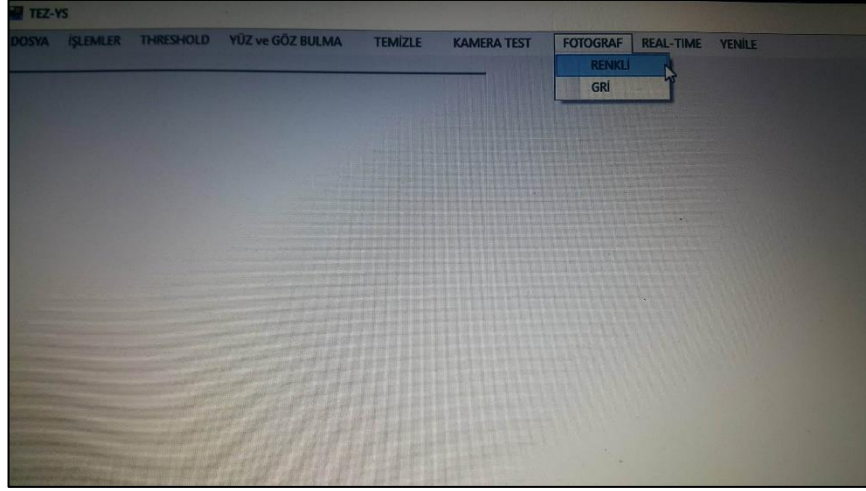 TEZ-YS
DOSYA İŞLEMLER THRESHOLD YÜZ ve GÖZ BULMA TEMİZLE KAMERA TEST FOTOGRAF REAL-TIME YENİLE
RENKLİ
GRİ